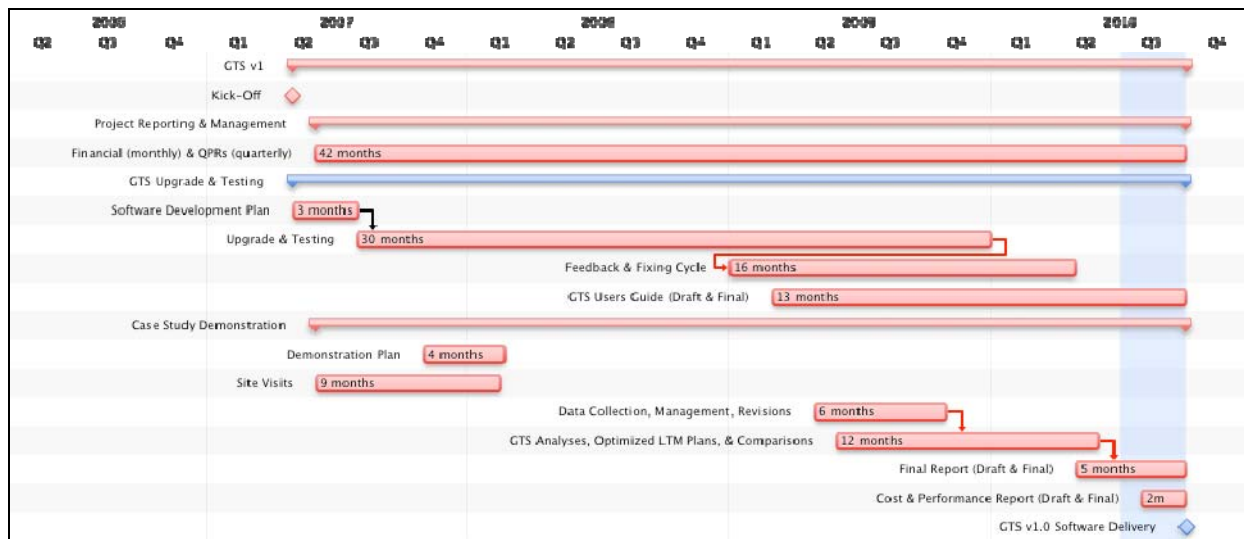 2006 2007 2008 2009 2010
Q2 Q3 Q4 Q1 Q2 Q3 Q4 Q1 Q2 Q3 Q4 Q1 Q2 Q3 Q4 Q1 Q2 Q3 Q4
GTS v1
Kick-Off
Project Reporting & Management
Financial (monthly) & QPRs (quarterly) 42 months
GTS Upgrade & Testing
Software Development Plan 3 months
Upgrade & Testing 30 months
Feedback & Fixing Cycle 16 months
GTS Users Guide (Draft & Final) 13 months
Case Study Demonstration
Demonstration Plan 4 months
Site Visits 9 months
Data Collection, Management, Revisions 6 months
GTS Analyses, Optimized LTM Plans, & Comparisons 12 months
Final Report (Draft & Final) 5 months
Cost & Performance Report (Draft & Final) 2m
GTS v1.0 Software Delivery